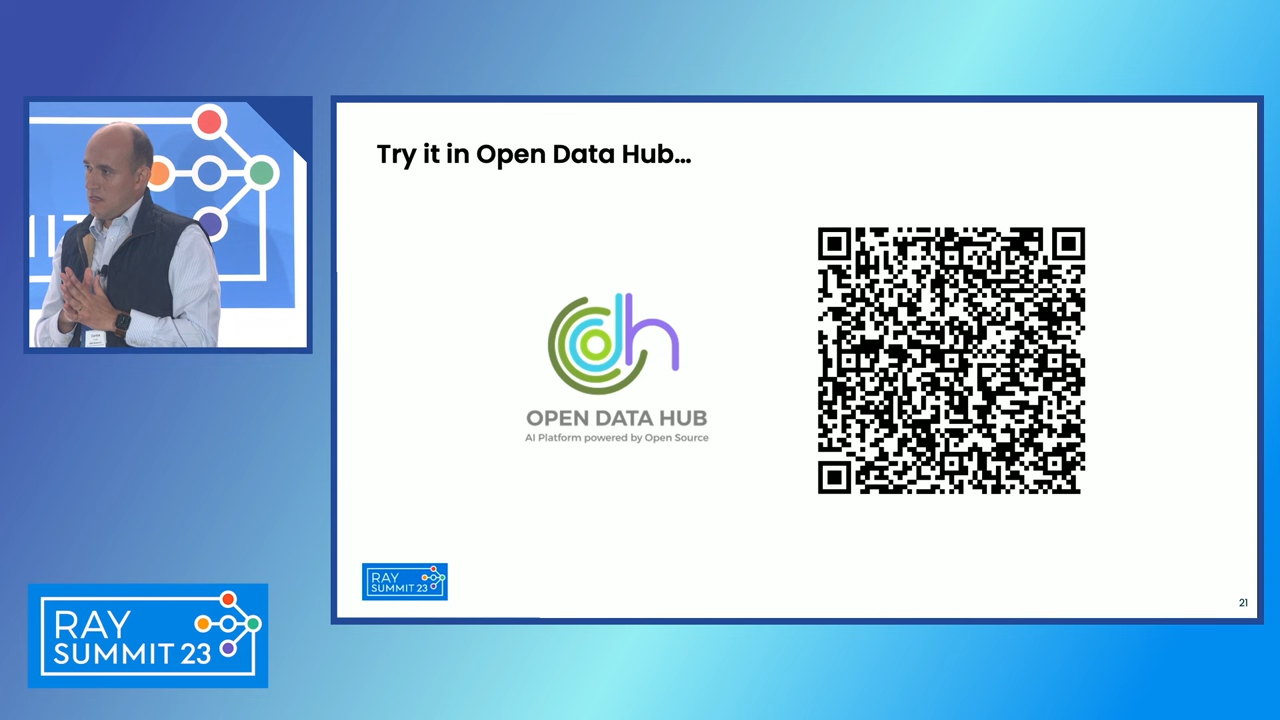 Try it in Open Data Hub...
OPEN DATA HUB
AI Platform powered by Open Source
RAY
SUMMIT 23
21
RAY
SUMMIT 23